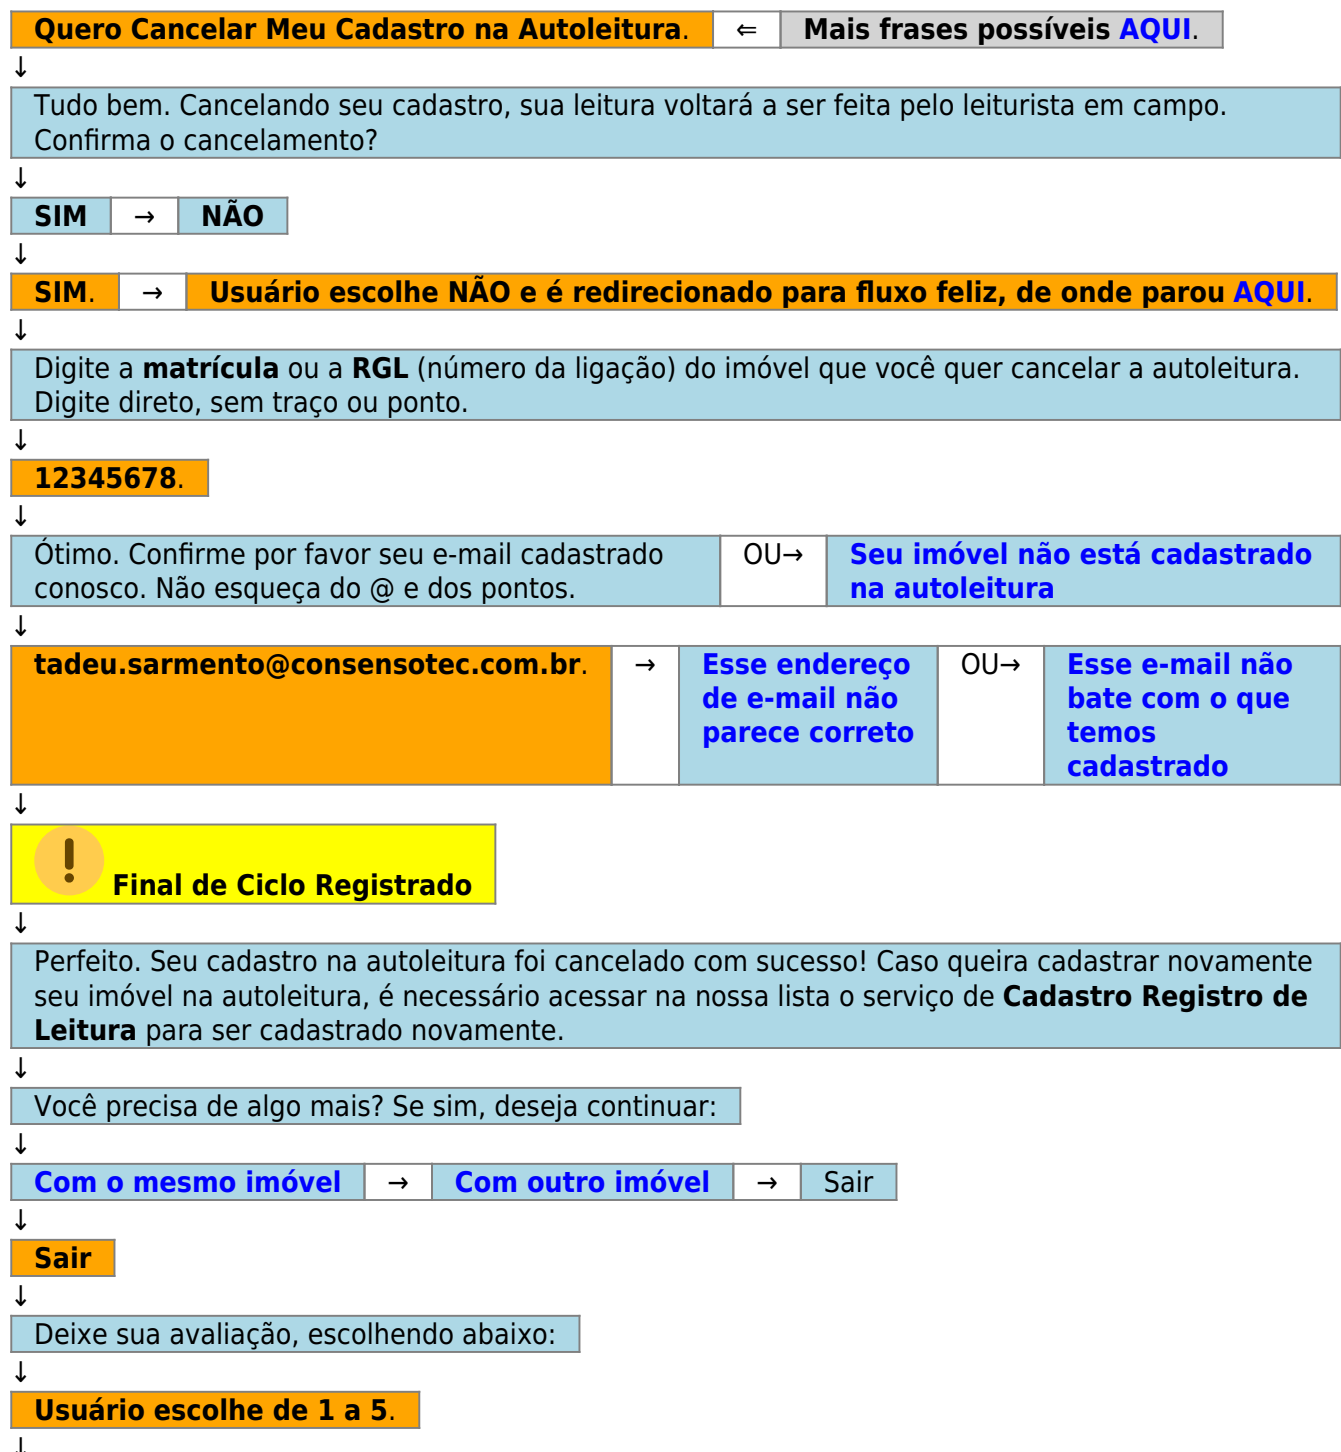 Quero Cancelar Meu Cadastro na Autoleitura. ⇐ Mais frases possíveis AQUI.
↓
Tudo bem. Cancelando seu cadastro, sua leitura voltará a ser feita pelo leiturista em campo.
Confirma o cancelamento?
↓
SIM → NÃO
↓
SIM. → Usuário escolhe NÃO e é redirecionado para fluxo feliz, de onde parou AQUI.
↓
Digite a matrícula ou a RGL (número da ligação) do imóvel que você quer cancelar a autoleitura.
Digite direto, sem traço ou ponto.
↓
12345678.
↓
Ótimo. Confirme por favor seu e-mail cadastrado
conosco. Não esqueça do @ e dos pontos.
OU→
Seu imóvel não está cadastrado
na autoleitura
↓
tadeu.sarmento@consensotec.com.br.
→
Esse endereço
de e-mail não
parece correto
OU→
Esse e-mail não
bate com o que
temos
cadastrado
↓
Final de Ciclo Registrado
↓
Perfeito. Seu cadastro na autoleitura foi cancelado com sucesso! Caso queira cadastrar novamente
seu imóvel na autoleitura, é necessário acessar na nossa lista o serviço de Cadastro Registro de
Leitura para ser cadastrado novamente.
↓
Você precisa de algo mais? Se sim, deseja continuar:
↓
Com o mesmo imóvel → Com outro imóvel → Sair
↓
Sair
↓
Deixe sua avaliação, escolhendo abaixo:
↓
Usuário escolhe de 1 a 5.
↓